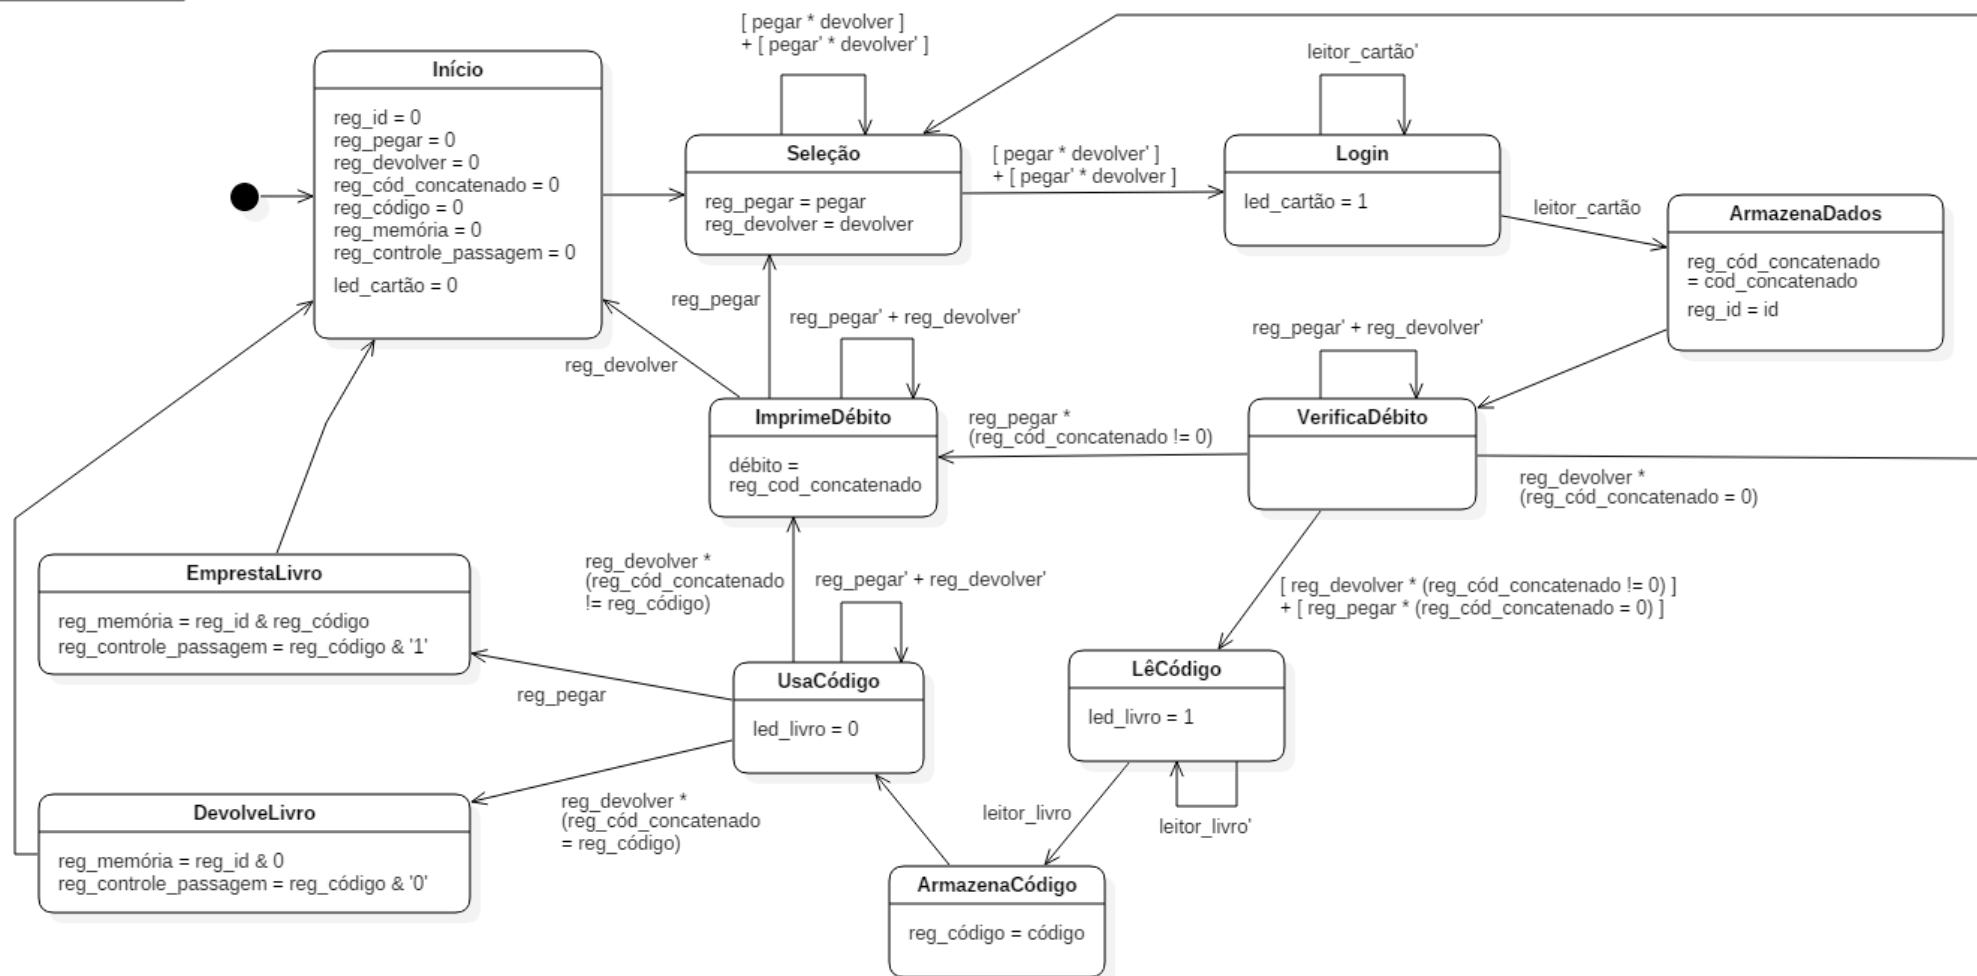 [ pegar * devolver ]
+ [ pegar' * devolver' ]
leitor_cartão'
Início
reg_id = 0
reg_pegar = 0
reg_devolver = 0
reg_cód_concatenado = 0
reg_código = 0
reg_memória = 0
reg_controle_passagem = 0
led_cartão = 0
Seleção
reg_pegar = pegar
reg_devolver = devolver
[ pegar * devolver' ]
+ [ pegar' * devolver ]
Login
led_cartão = 1
leitor_cartão
ArmazenaDados
reg_cód_concatenado
= cod_concatenado
reg_id = id
reg_pegar
reg_pegar' + reg_devolver'
reg_devolver
reg_pegar' + reg_devolver'
ImprimeDébito
débito =
reg_cod_concatenado
reg_pegar *
(reg_cód_concatenado != 0)
VerificaDébito
reg_devolver *
(reg_cód_concatenado = 0)
EmprestaLivro
reg_memória = reg_id & reg_código
reg_controle_passagem = reg_código & '1'
reg_devolver *
(reg_cód_concatenado
!= reg_código)
reg_pegar' + reg_devolver'
[ reg_devolver * (reg_cód_concatenado != 0) ]
+ [ reg_pegar * (reg_cód_concatenado = 0) ]
reg_pegar
UsaCódigo
led_livro = 0
LêCódigo
led_livro = 1
DevolveLivro
reg_memória = reg_id & 0
reg_controle_passagem = reg_código & '0'
reg_devolver *
(reg_cód_concatenado
= reg_código)
leitor_livro
leitor_livro'
ArmazenaCódigo
reg_código = código